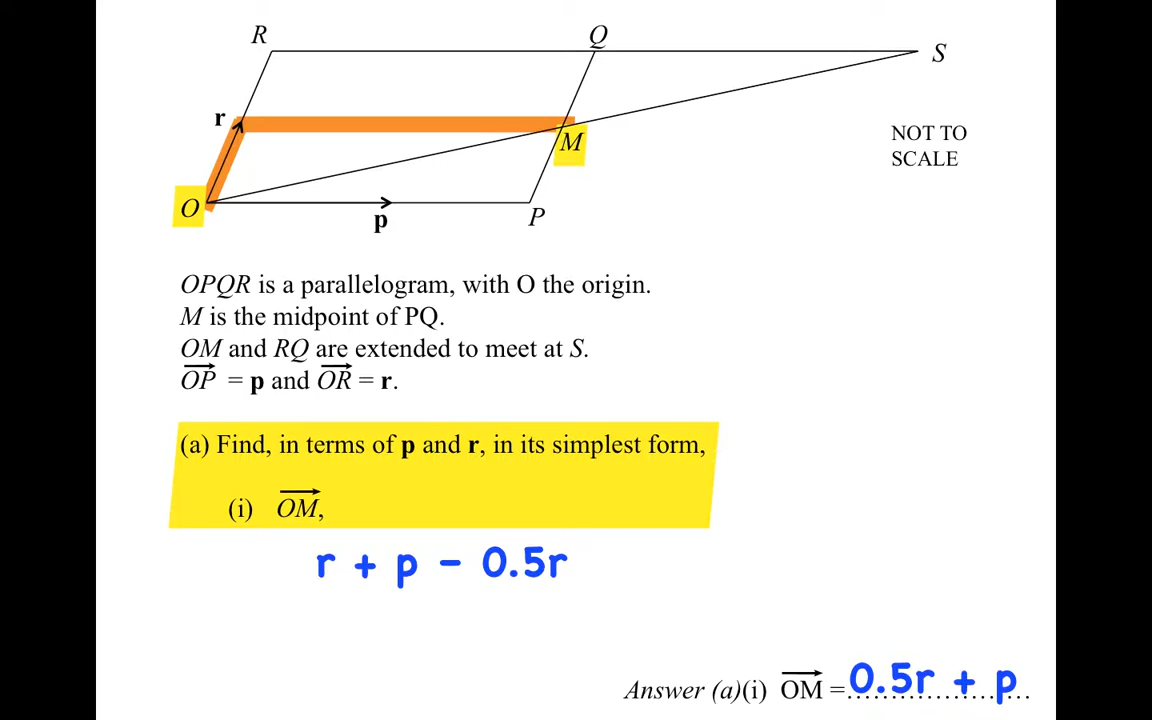 R
Q
S
r
M
NOT TO
SCALE
O
p
P
OPQR is a parallelogram, with O the origin.
M is the midpoint of PQ.
OM and RQ are extended to meet at S.
OP = p and OR = r.
(a) Find, in terms of p and r, in its simplest form,
(i) OM,
r + p - 0.5r
Answer (a)(i) OM = 0.5r + p